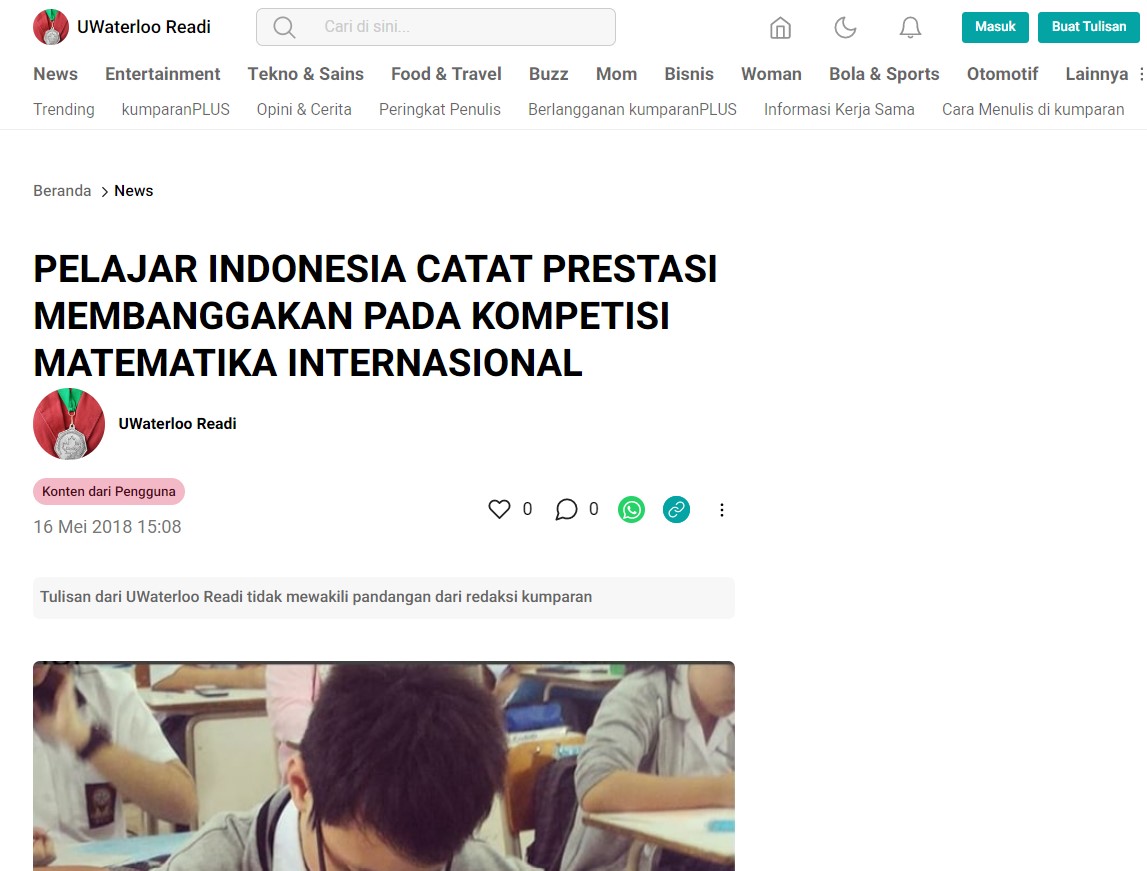 UWaterloo Readi
Cari di sini...
Masuk
Buat Tulisan
News Entertainment Tekno & Sains Food & Travel Buzz Mom Bisnis Woman Bola & Sports Otomotif Lainnya
Trending kumparanPLUS Opini & Cerita Peringkat Penulis Berlangganan kumparanPLUS Informasi Kerja Sama Cara Menulis di kumparan
Beranda > News
PELAJAR INDONESIA CATAT PRESTASI
MEMBANGGAKAN PADA KOMPETISI
MATEMATIKA INTERNASIONAL
UWaterloo Readi
Konten dari Pengguna
0 0
16 Mei 2018 15:08
Tulisan dari UWaterloo Readi tidak mewakili pandangan dari redaksi kumparan